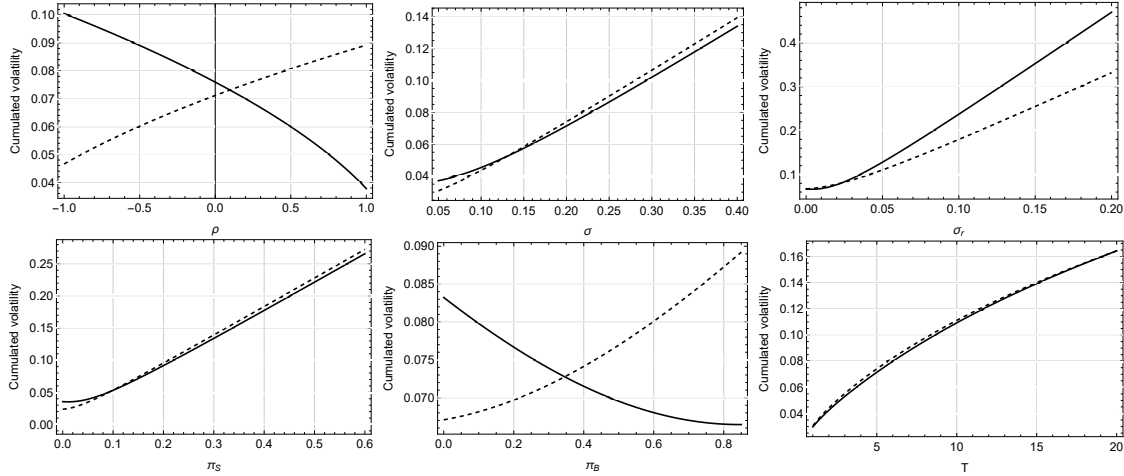 Cumulated volatility
0.10
0.09
0.08
0.07
0.06
0.05
0.04
−1.0 −0.5 0.0 0.5 1.0
ρ
Cumulated volatility
0.14
0.12
0.10
0.08
0.06
0.04
0.02
0.05 0.10 0.15 0.20 0.25 0.30 0.35 0.40
σ
Cumulated volatility
0.4
0.3
0.2
0.1
0.00 0.05 0.10 0.15 0.20
σr
Cumulated volatility
0.25
0.20
0.15
0.10
0.05
0.00
0.0 0.1 0.2 0.3 0.4 0.5 0.6
πS
Cumulated volatility
0.090
0.085
0.080
0.075
0.070
0.0 0.2 0.4 0.6 0.8
πB
Cumulated volatility
0.16
0.14
0.12
0.10
0.08
0.06
0.04
5 10 15 20
T